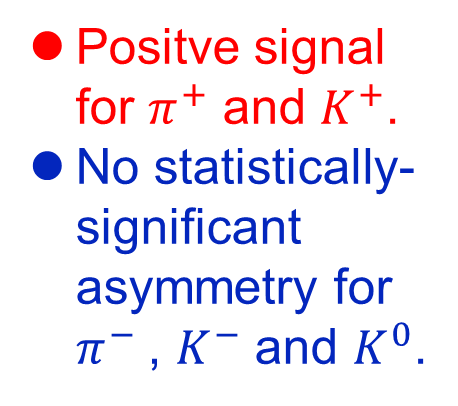 ● Positve signal
for π⁺ and K⁺.
● No statistically-
significant
asymmetry for
π⁻ , K⁻ and K⁰.